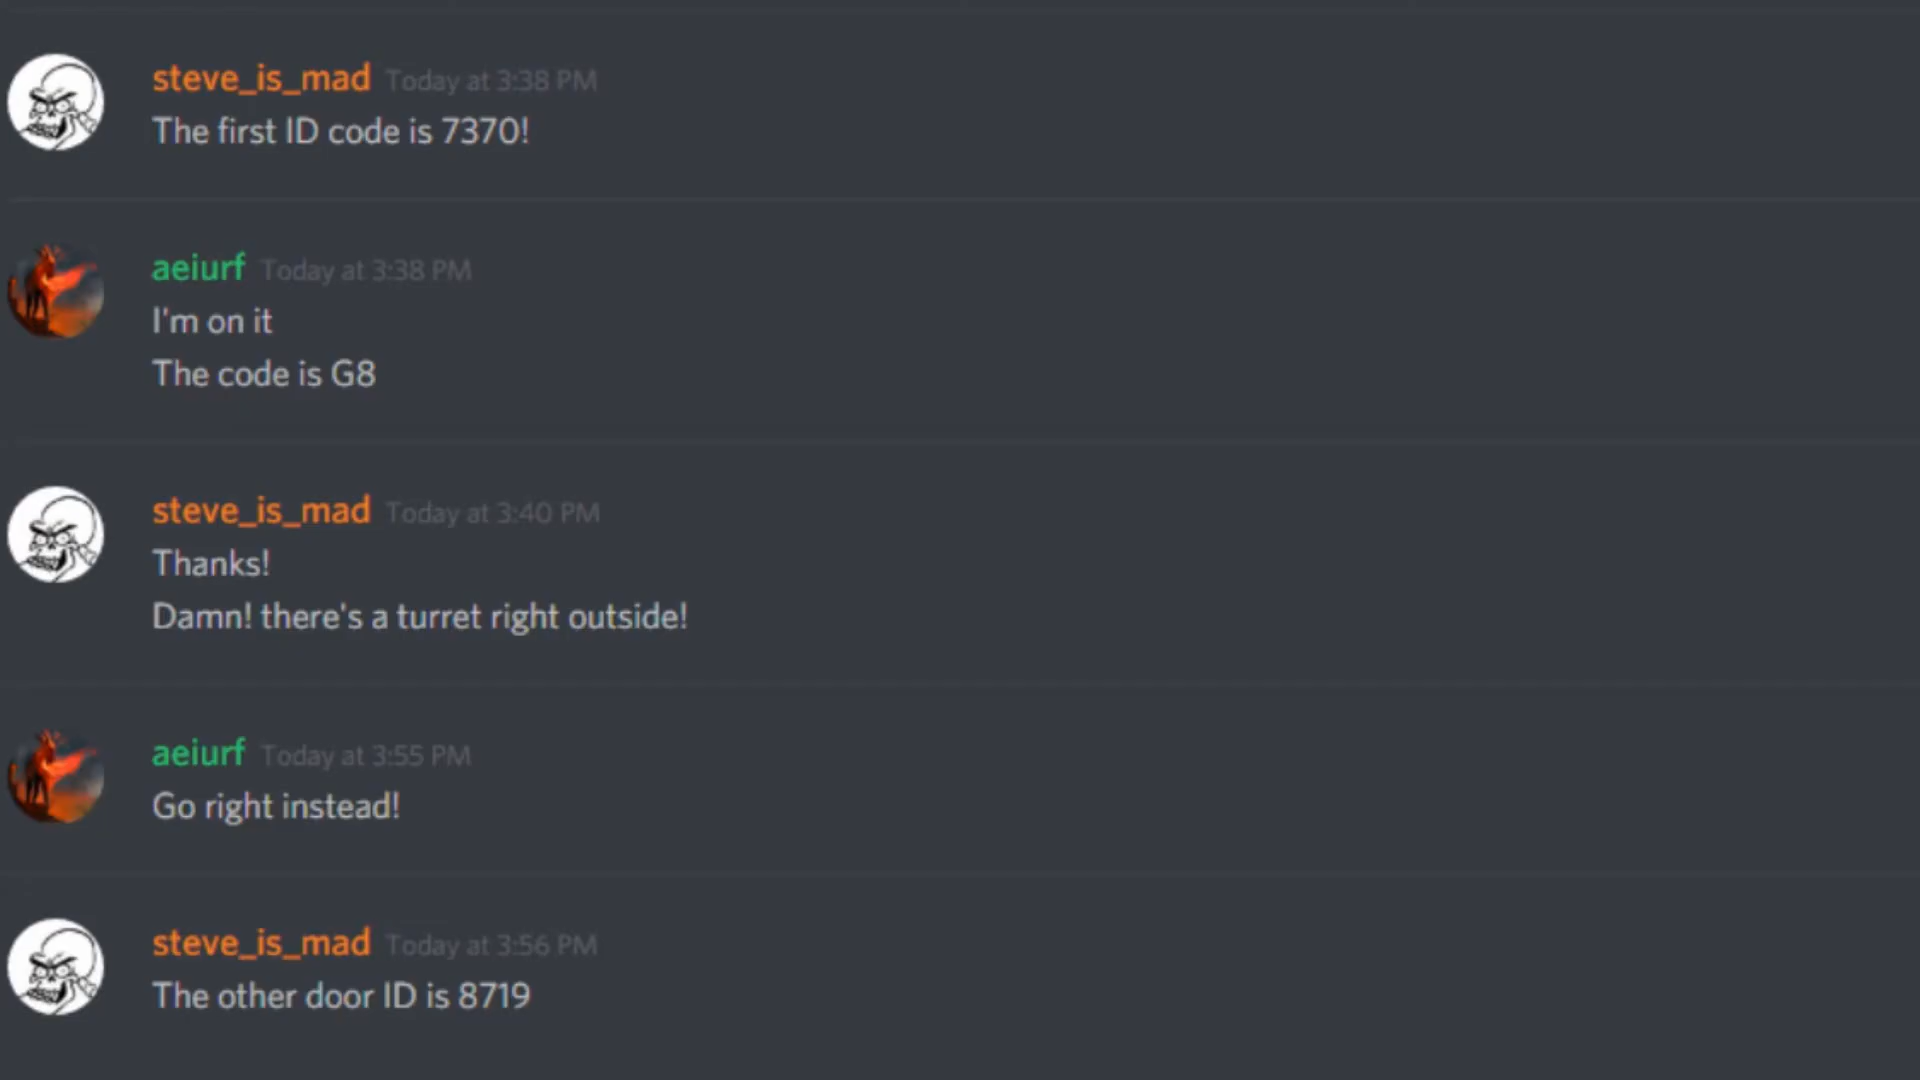 steve_is_mad Today at 3:38 PM
The first ID code is 7370!
aeiurf Today at 3:38 PM
I'm on it
The code is G8
steve_is_mad Today at 3:40 PM
Thanks!
Damn! there's a turret right outside!
aeiurf Today at 3:55 PM
Go right instead!
steve_is_mad Today at 3:56 PM
The other door ID is 8719